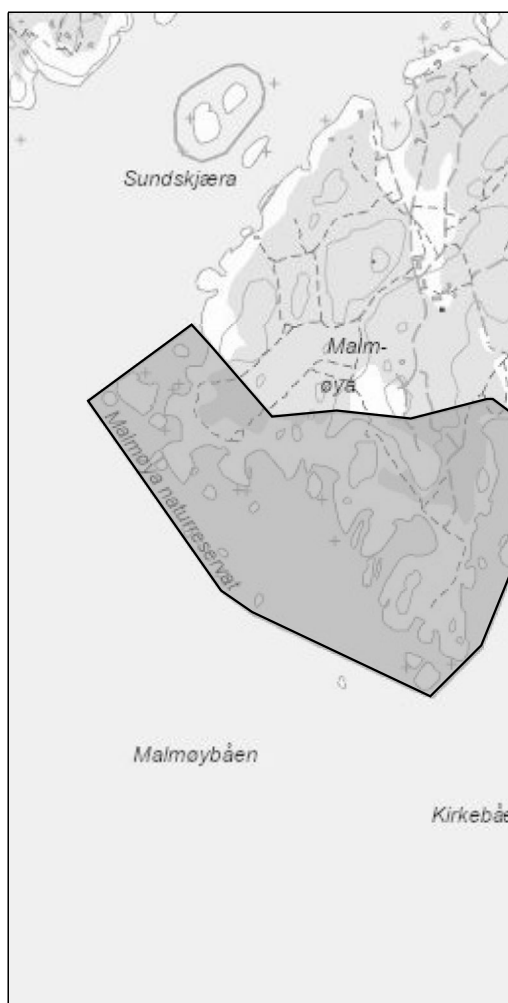 Sundskjæra
Malm-
øya
Malmøya naturreservat
Malmøybåen
Kirkebåe